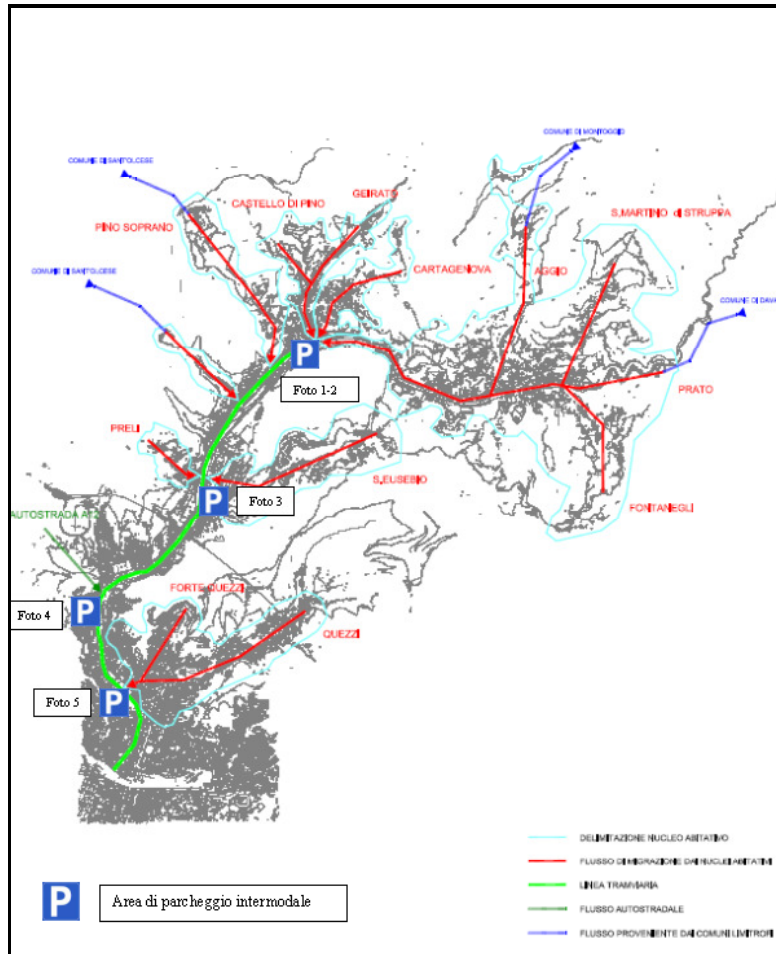 COMUNE DI MONTOGGIO
COMUNE DI SANT'OLCESE
GEIRATO
CASTELLO DI PINO
S.MARTINO di STRUPPA
PINO SOPRANO
CARTAGENOVA
AGGIO
COMUNE DI SANT'OLCESE
COMUNE DI DAVA
P
Foto 1-2
PRATO
PRELI
S.EUSEBIO
P
Foto 3
FONTANEGLI
AUTOSTRADA A12
FORTE QUEZZI
P
Foto 4
QUEZZI
P
Foto 5
DELIMITAZIONE NUCLEO ABITATIVO
FLUSSO DI MIGRAZIONE DAI NUCLEI ABITATIVI
LINEA TRAMVIARIA
FLUSSO AUTOSTRADALE
FLUSSO PROVENIENTE DAI COMUNI LIMITROFI
P
Area di parcheggio intermodale